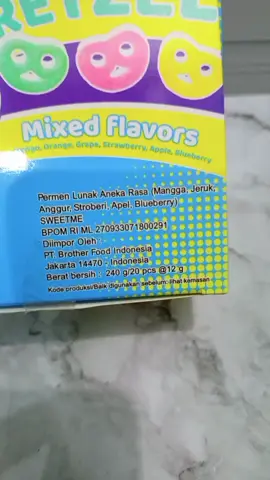 RETZEL
Mixed Flavors
Orange, Grape, Strawberry, Apple, Blueberry
Permen Lunak Aneka Rasa (Mangga, Jeruk,
Anggur, Stroberi, Apel, Blueberry)
SWEETME
BPOM RI ML 270933071800291
Diimpor Oleh :
PT. Brother Food Indonesia
Jakarta 14470 - Indonesia
Berat bersih : 240 g/20 pcs @12 g
Kode produksi/Baik digunakan sebelum: lihat kemasan